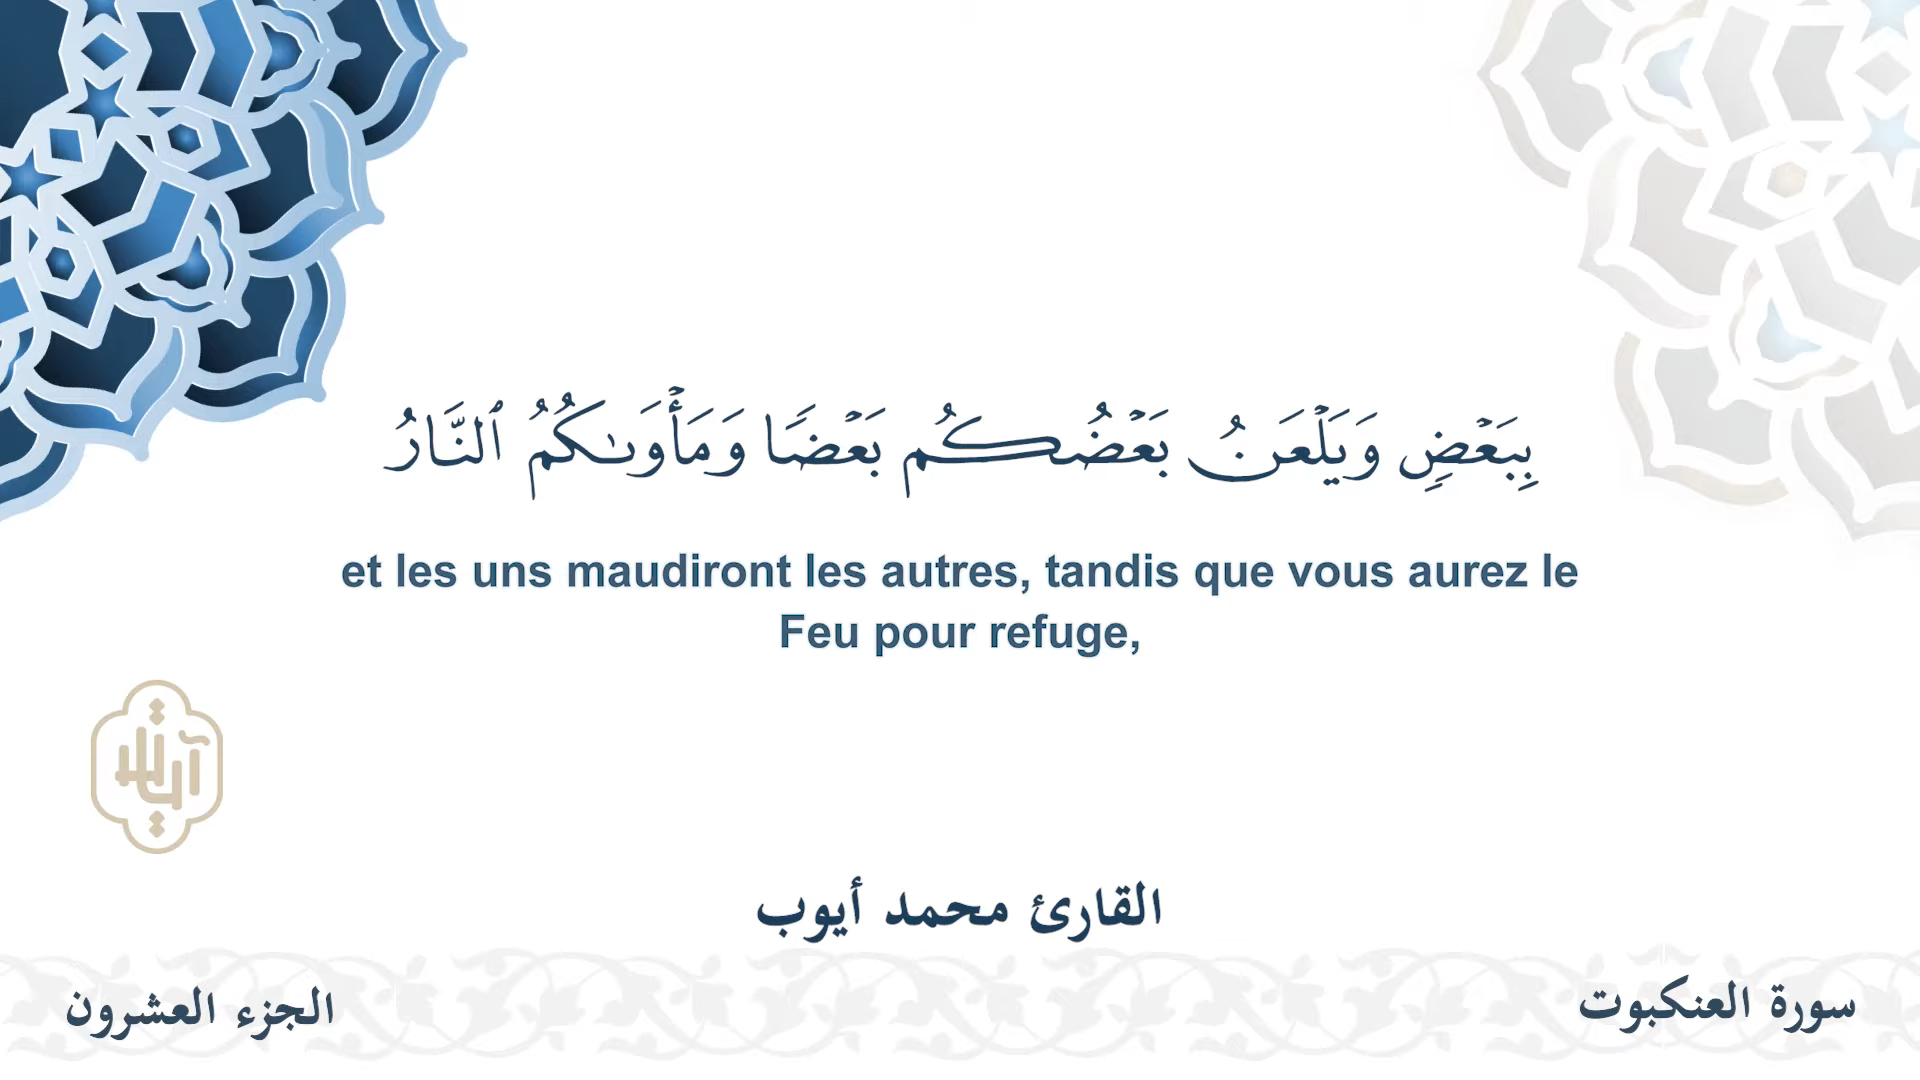 بِبَعۡضٖ وَيَلۡعَنُ بَعۡضُكُم بَعۡضٗا وَمَأۡوَىٰكُمُ ٱلنَّارُ
et les uns maudiront les autres, tandis que vous aurez le
Feu pour refuge,
آيات
القارئ محمد أيوب
سورة العنكبوت
الجزء العشرون